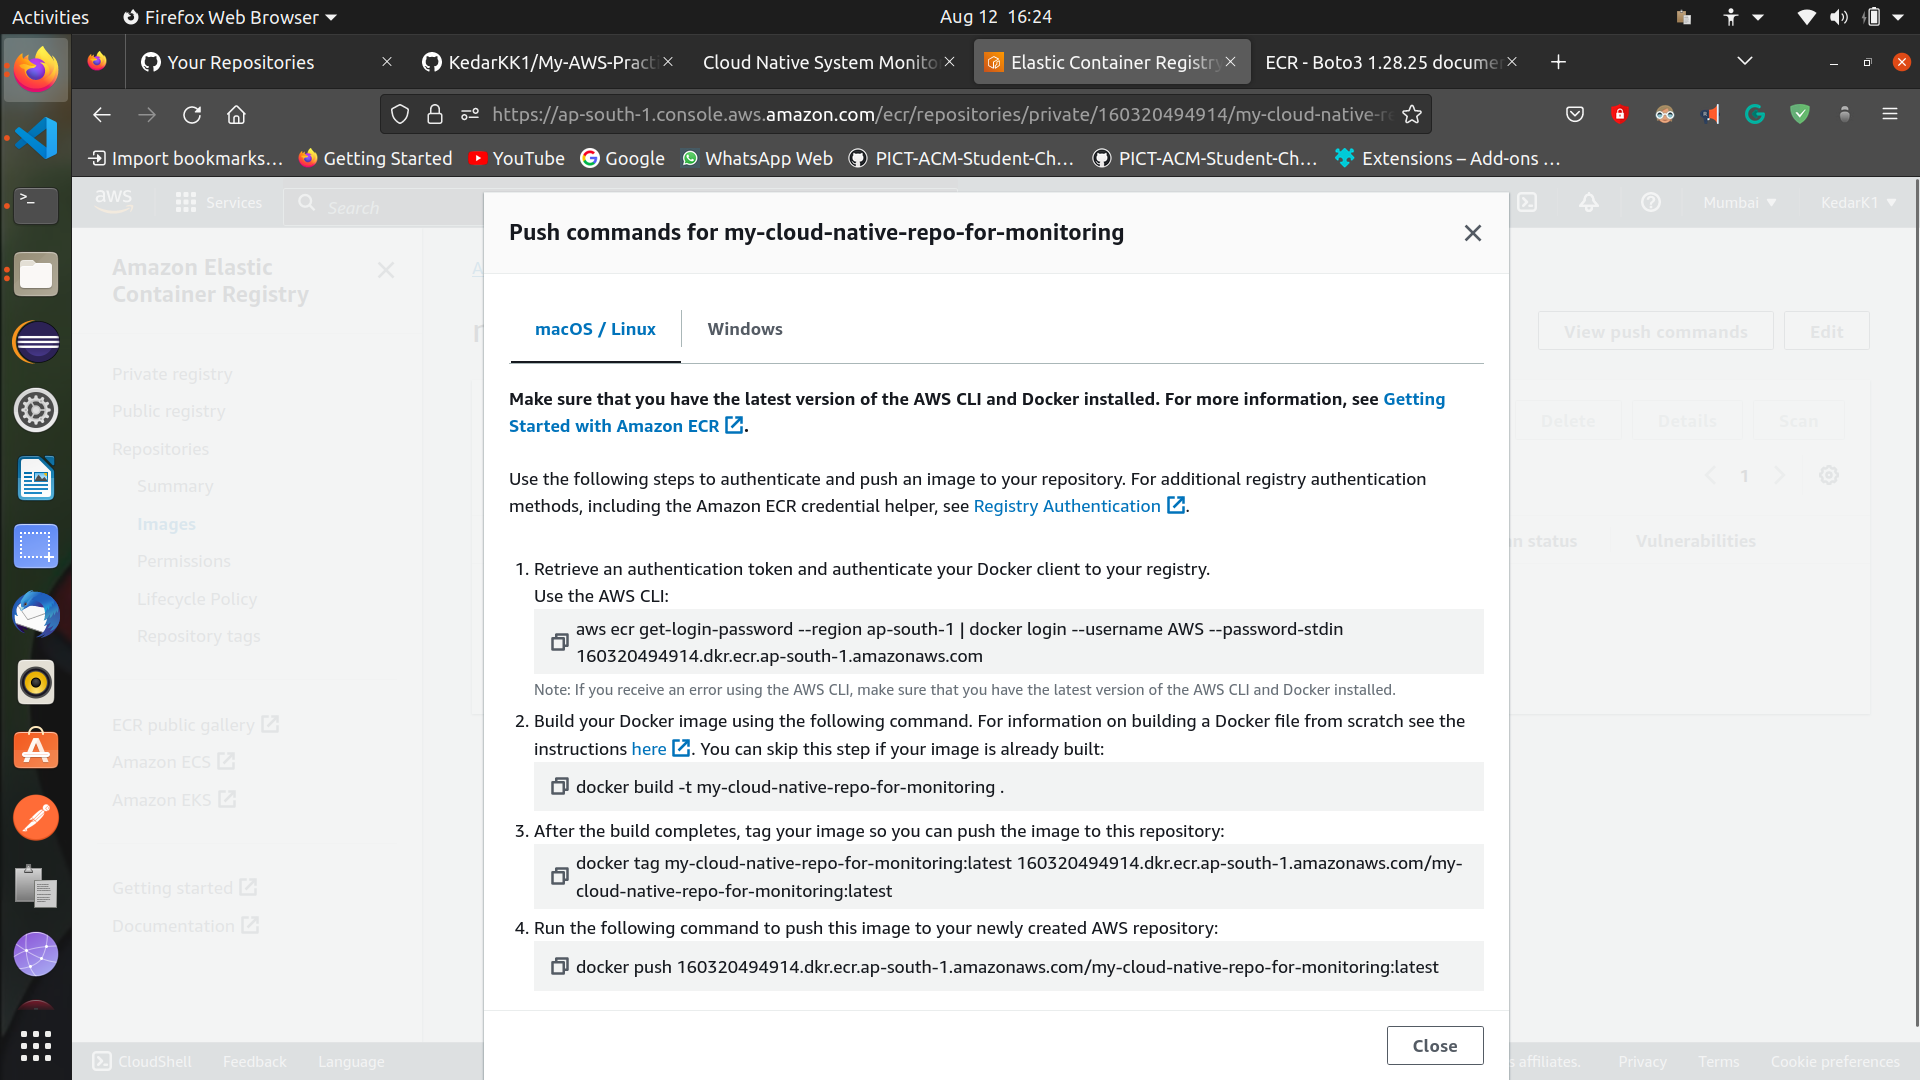 Activities
Firefox Web Browser
Aug 12 16:24
Your Repositories
KedarKK1/My-AWS-Practi
Cloud Native System Monito
Elastic Container Registry
ECR - Boto3 1.28.25 docume
https://ap-south-1.console.aws.amazon.com/ecr/repositories/private/160320494914/my-cloud-native-re
Import bookmarks...
Getting Started
YouTube
Google
WhatsApp Web
PICT-ACM-Student-Ch...
PICT-ACM-Student-Ch...
Extensions – Add-ons ...
aws
Services
Search
Mumbai
KedarK1
Amazon Elastic
Container Registry
Private registry
Public registry
Repositories
Summary
Images
Permissions
Lifecycle Policy
Repository tags
ECR public gallery
Amazon ECS
Amazon EKS
Getting started
Documentation
View push commands
Edit
Delete
Details
Scan
1
n status
Vulnerabilities
Push commands for my-cloud-native-repo-for-monitoring
macOS / Linux
Windows
Make sure that you have the latest version of the AWS CLI and Docker installed. For more information, see Getting
Started with Amazon ECR.
Use the following steps to authenticate and push an image to your repository. For additional registry authentication
methods, including the Amazon ECR credential helper, see Registry Authentication.
1. Retrieve an authentication token and authenticate your Docker client to your registry.
Use the AWS CLI:
aws ecr get-login-password --region ap-south-1 | docker login --username AWS --password-stdin
160320494914.dkr.ecr.ap-south-1.amazonaws.com
Note: If you receive an error using the AWS CLI, make sure that you have the latest version of the AWS CLI and Docker installed.
2. Build your Docker image using the following command. For information on building a Docker file from scratch see the
instructions here. You can skip this step if your image is already built:
docker build -t my-cloud-native-repo-for-monitoring .
3. After the build completes, tag your image so you can push the image to this repository:
docker tag my-cloud-native-repo-for-monitoring:latest 160320494914.dkr.ecr.ap-south-1.amazonaws.com/my-
cloud-native-repo-for-monitoring:latest
4. Run the following command to push this image to your newly created AWS repository:
docker push 160320494914.dkr.ecr.ap-south-1.amazonaws.com/my-cloud-native-repo-for-monitoring:latest
Close
CloudShell
Feedback
Language
s affiliates.
Privacy
Terms
Cookie preferences